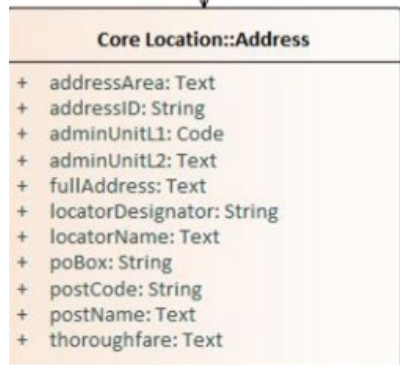 Core Location::Address
+ addressArea: Text
+ addressID: String
+ adminUnitL1: Code
+ adminUnitL2: Text
+ fullAddress: Text
+ locatorDesignator: String
+ locatorName: Text
+ poBox: String
+ postCode: String
+ postName: Text
+ thoroughfare: Text